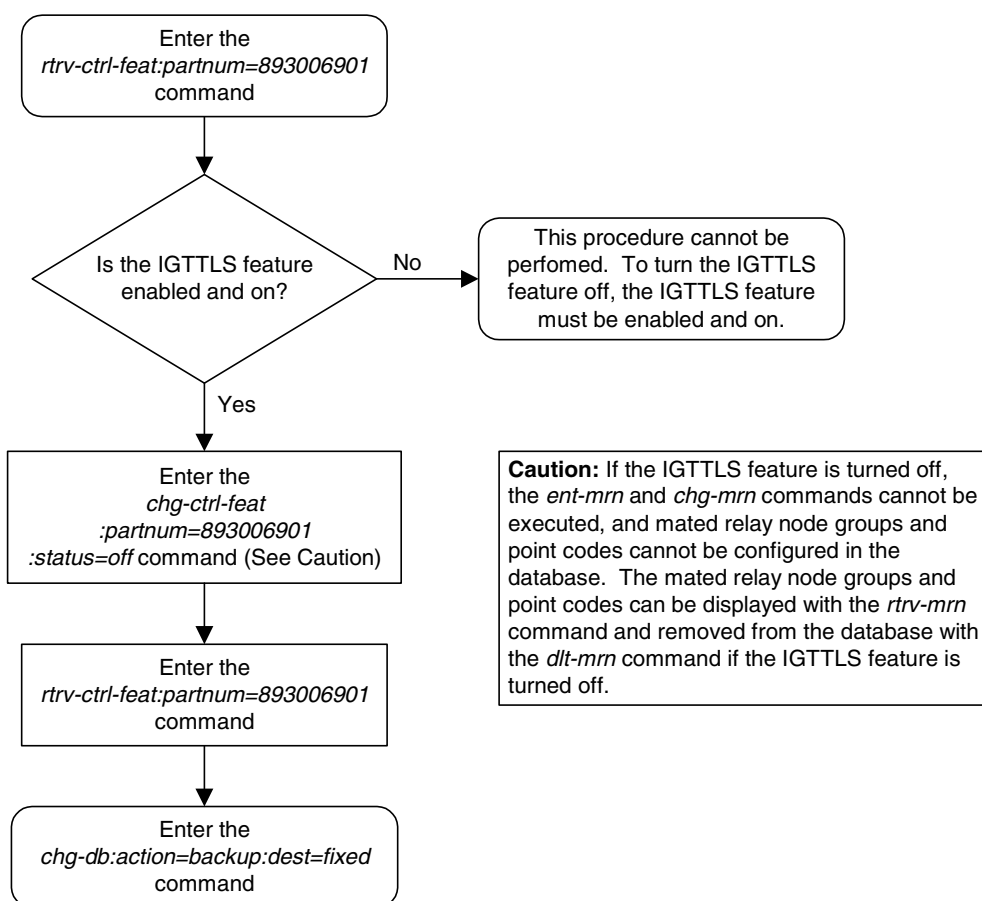 Enter the
rtrv-ctrl-feat:partnum=893006901
command
Is the IGTTLS feature
enabled and on?
No
This procedure cannot be
perfomed. To turn the IGTTLS
feature off, the IGTTLS feature
must be enabled and on.
Yes
Enter the
chg-ctrl-feat
:partnum=893006901
:status=off command (See Caution)
Caution: If the IGTTLS feature is turned off,
the ent-mrn and chg-mrn commands cannot be
executed, and mated relay node groups and
point codes cannot be configured in the
database. The mated relay node groups and
point codes can be displayed with the rtrv-mrn
command and removed from the database with
the dlt-mrn command if the IGTTLS feature is
turned off.
Enter the
rtrv-ctrl-feat:partnum=893006901
command
Enter the
chg-db:action=backup:dest=fixed
command